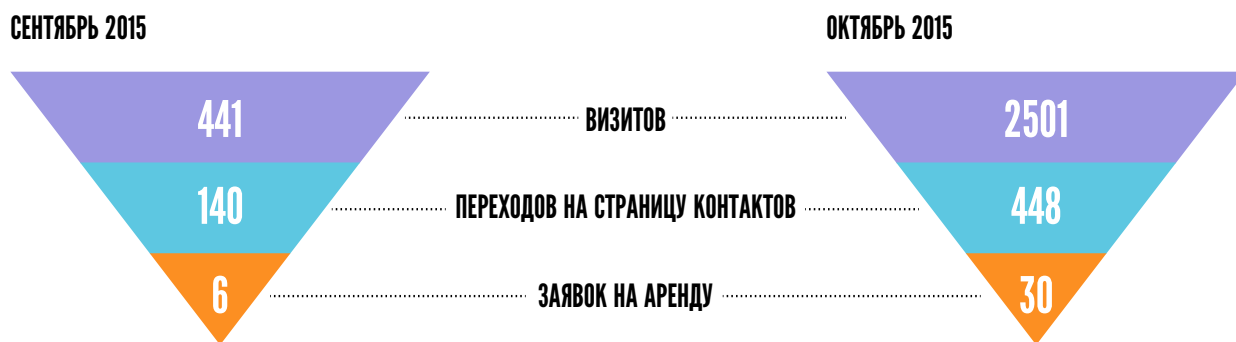 СЕНТЯБРЬ 2015
ОКТЯБРЬ 2015
441
ВИЗИТОВ
2501
140
ПЕРЕХОДОВ НА СТРАНИЦУ КОНТАКТОВ
448
6
ЗАЯВОК НА АРЕНДУ
30